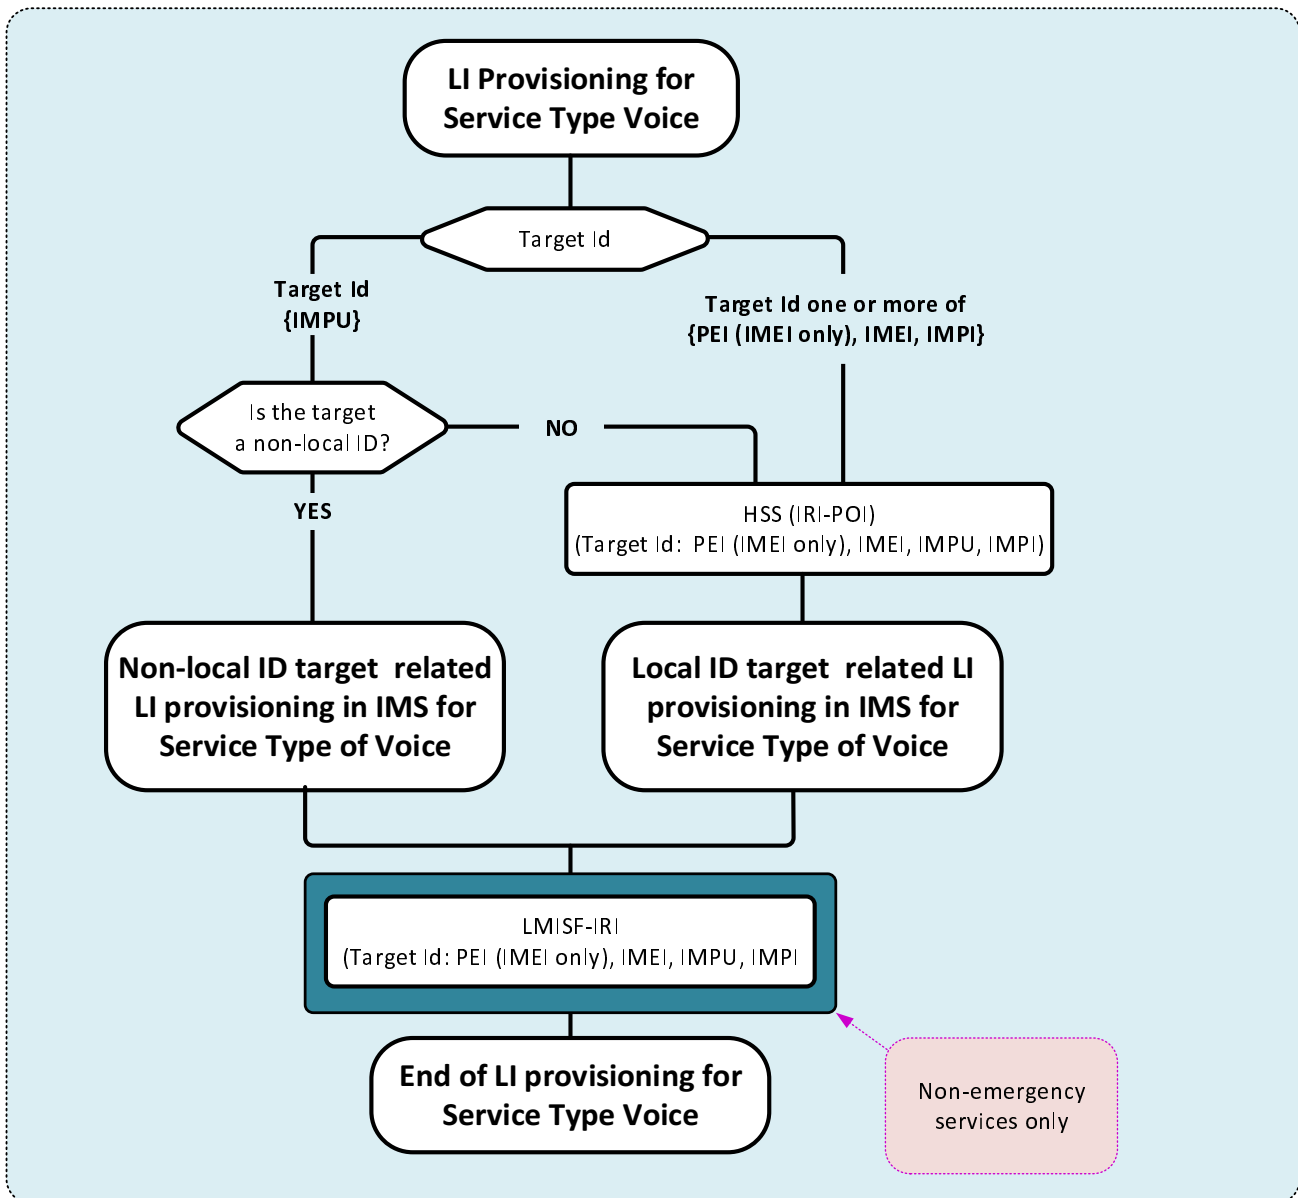 LI Provisioning for
Service Type Voice
Target Id
Target Id
{IMPU}
Target Id one or more of
{PEI (IMEI only), IMEI, IMPI}
Is the target
a non-local ID?
NO
YES
HSS (IRI-POI)
(Target Id: PEI (IMEI only), IMEI, IMPU, IMPI)
Non-local ID target related
LI provisioning in IMS for
Service Type of Voice
Local ID target related LI
provisioning in IMS for
Service Type of Voice
LMISF-IRI
(Target Id: PEI (IMEI only), IMEI, IMPU, IMPI
End of LI provisioning for
Service Type Voice
Non-emergency
services only